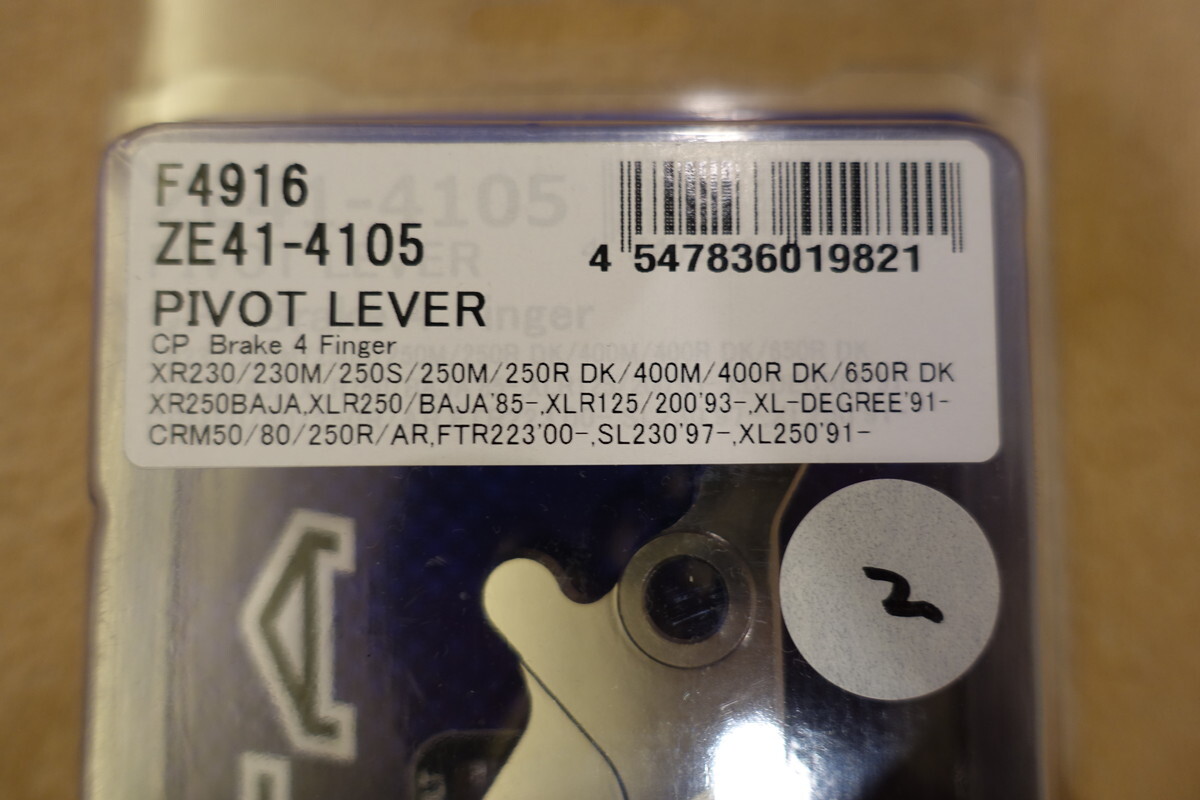 F4916
ZE41-4105
4 547836019821
PIVOT LEVER
CP Brake 4 Finger
XR230/230M/250S/250M/250R DK/400M/400R DK/650R DK
XR250BAJA,XLR250/BAJA'85-,XLR125/200'93-,XL-DEGREE'91-
CRM50/80/250R/AR,FTR223'00-,SL230'97-,XL250'91-